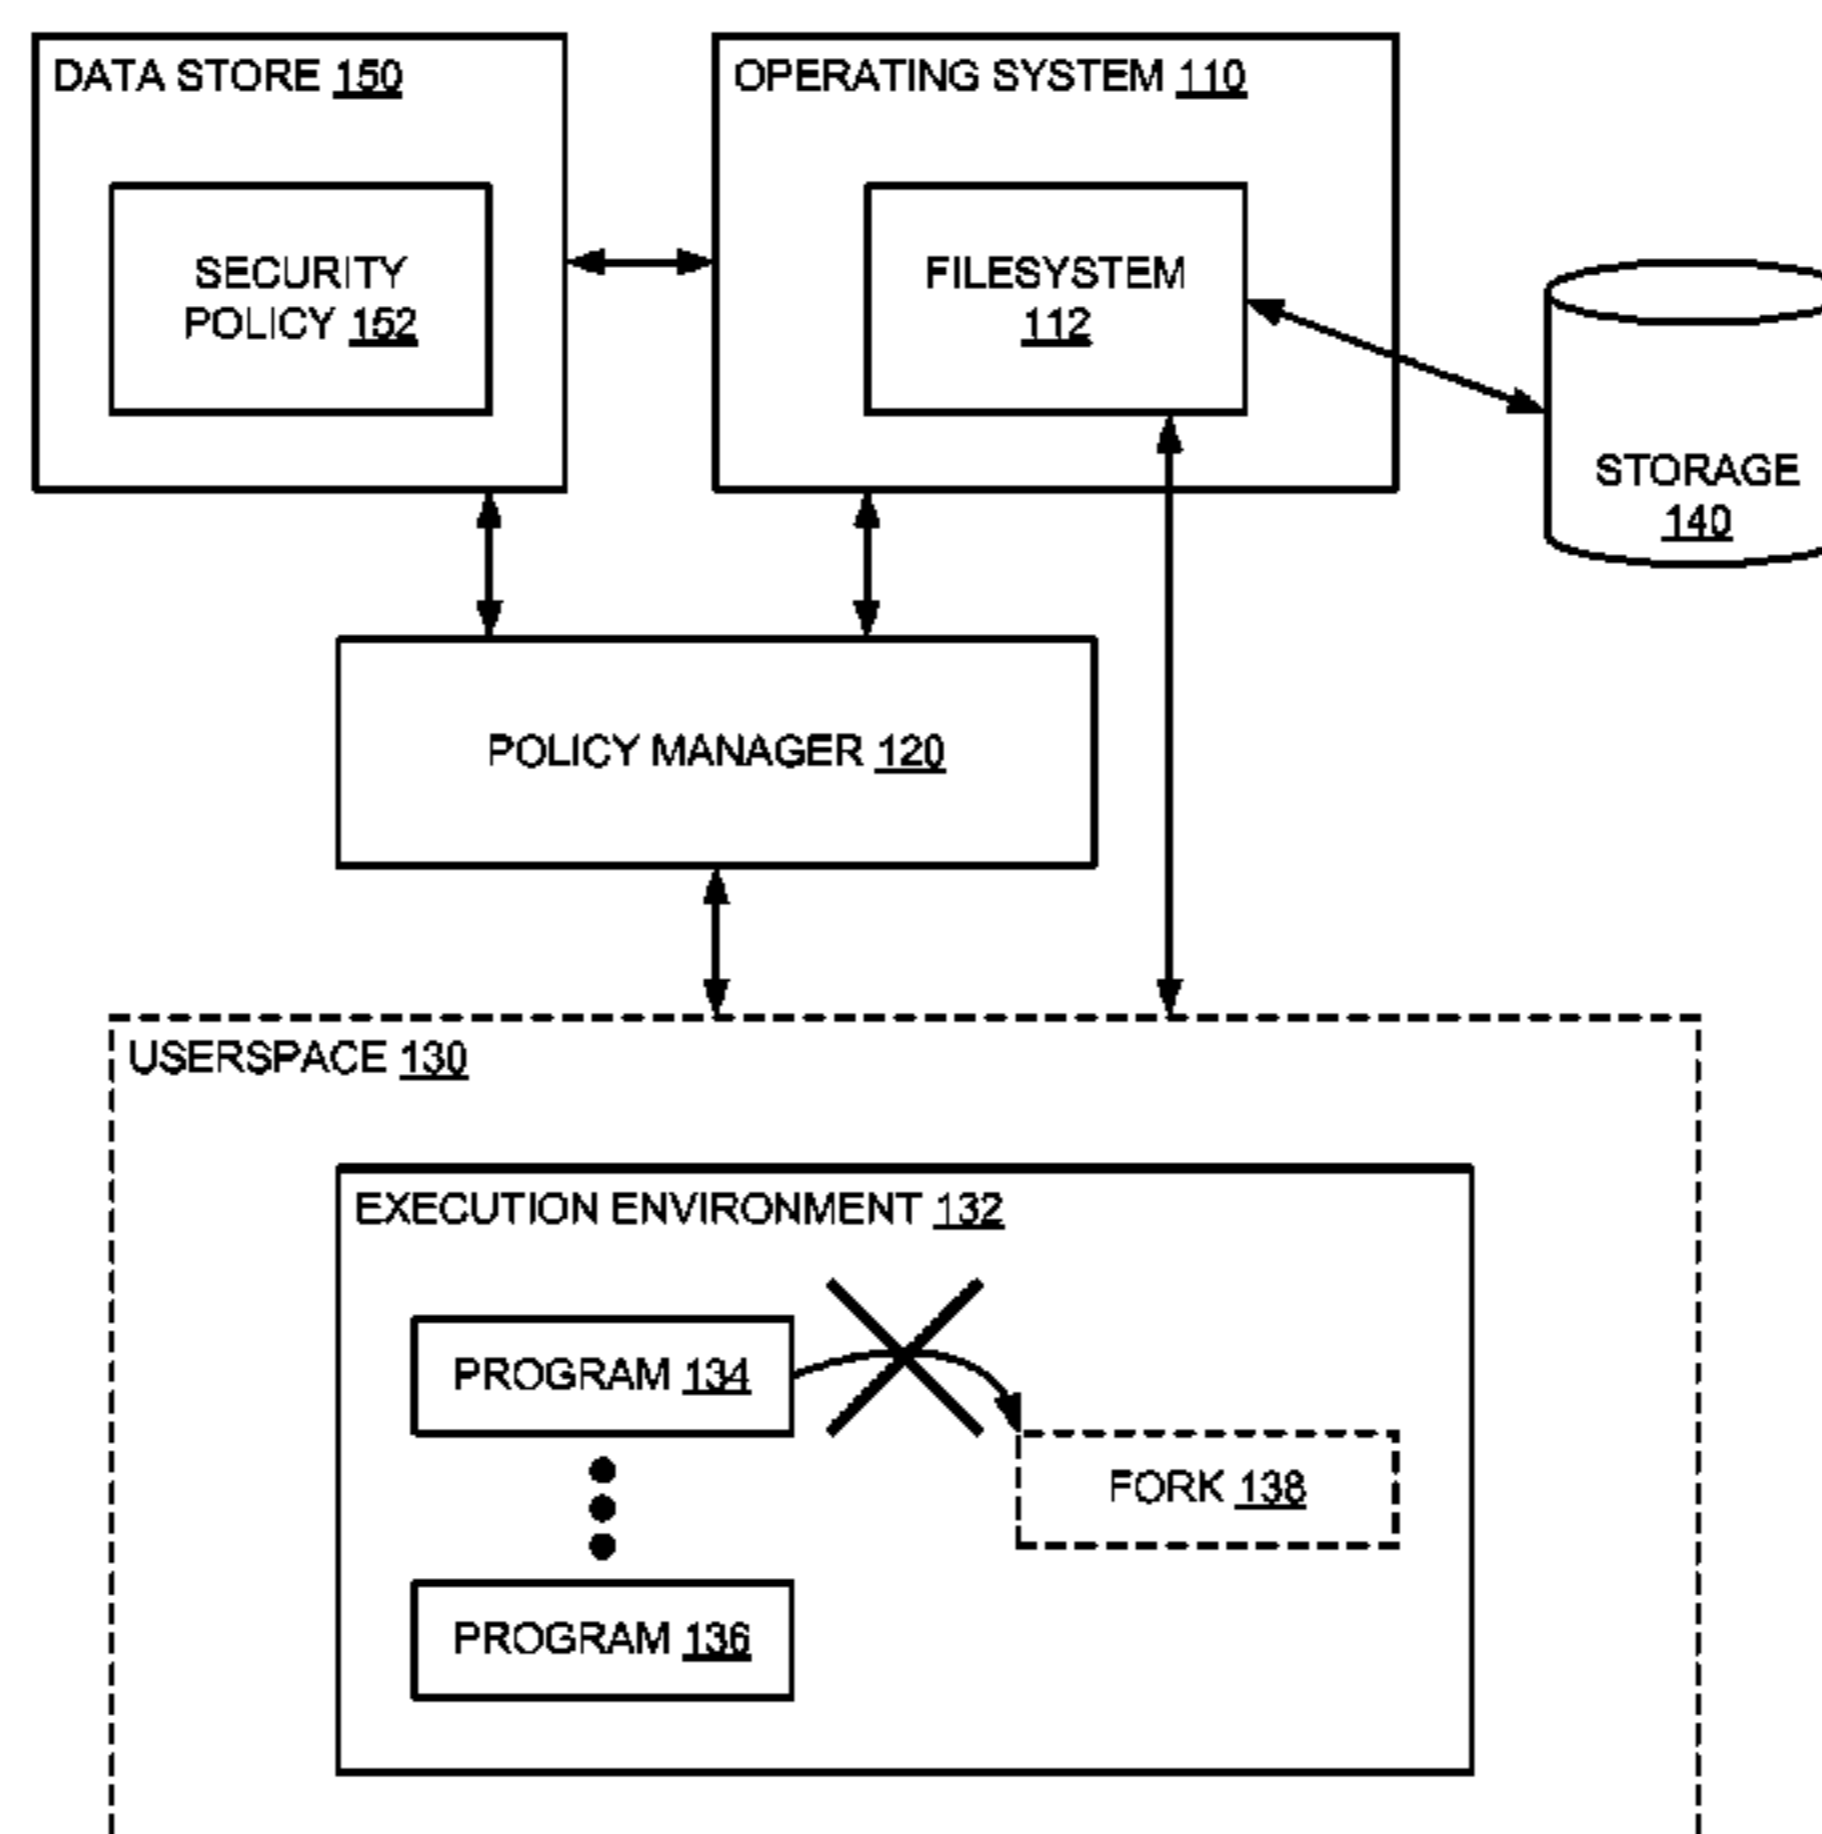 DATA STORE 150
OPERATING SYSTEM 110
SECURITY
POLICY 152
FILESYSTEM
112
STORAGE
140
POLICY MANAGER 120
USERSPACE 130
EXECUTION ENVIRONMENT 132
PROGRAM 134
FORK 138
PROGRAM 136